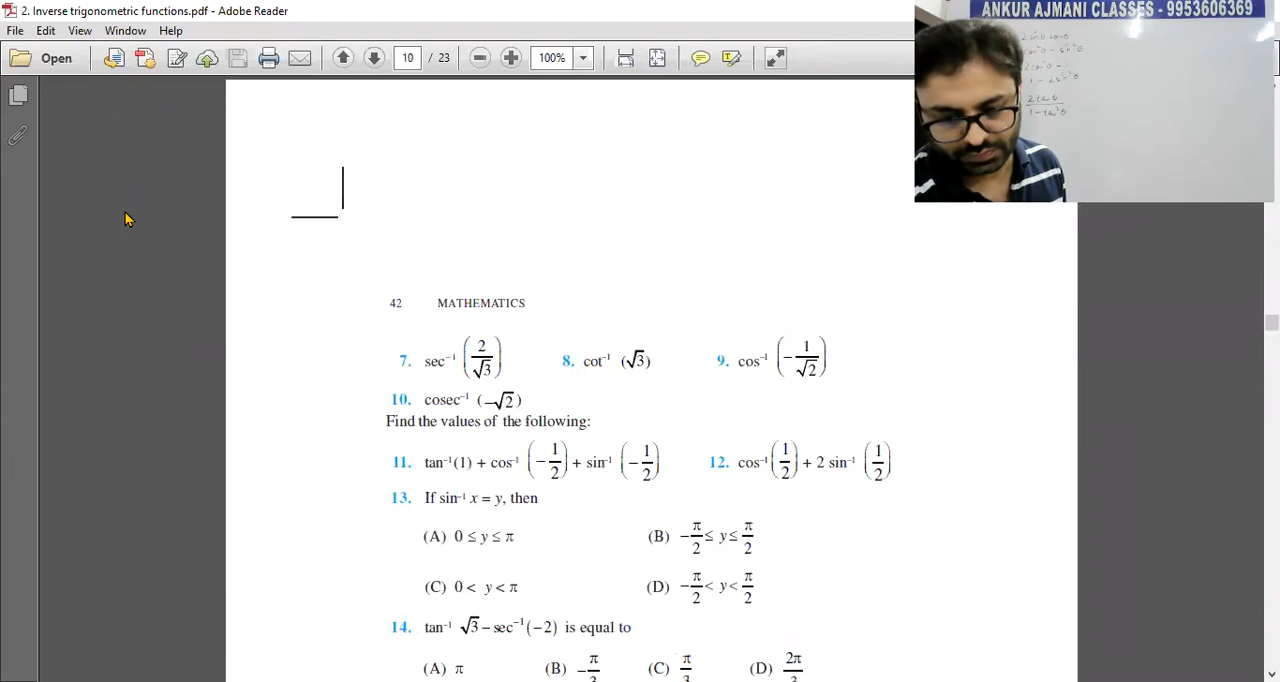 2. Inverse trigonometric functions.pdf - Adobe Reader
File Edit View Window Help
Open 10 / 23 100%
ANKUR AJMANI CLASSES - 9953606369
2 tan θ
1 - tan²θ
42 MATHEMATICS
7. sec⁻¹ (2/√3) 8. cot⁻¹ (√3) 9. cos⁻¹ (−1/√2)
10. cosec⁻¹ (−√2)
Find the values of the following:
11. tan⁻¹(1) + cos⁻¹ (−1/2) + sin⁻¹ (−1/2) 12. cos⁻¹ (1/2) + 2 sin⁻¹ (1/2)
13. If sin⁻¹ x = y, then
(A) 0 ≤ y ≤ π (B) −π/2 ≤ y ≤ π/2
(C) 0 < y < π (D) −π/2 < y < π/2
14. tan⁻¹ √3 − sec⁻¹ (−2) is equal to
(A) π (B) −π/3 (C) π/3 (D) 2π/3